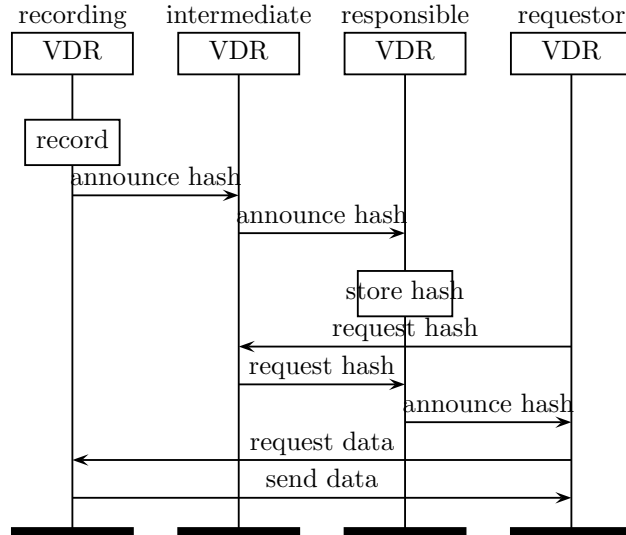 recording intermediate responsible requestor
VDR VDR VDR VDR
record
announce hash
announce hash
store hash
request hash
request hash
announce hash
request data
send data